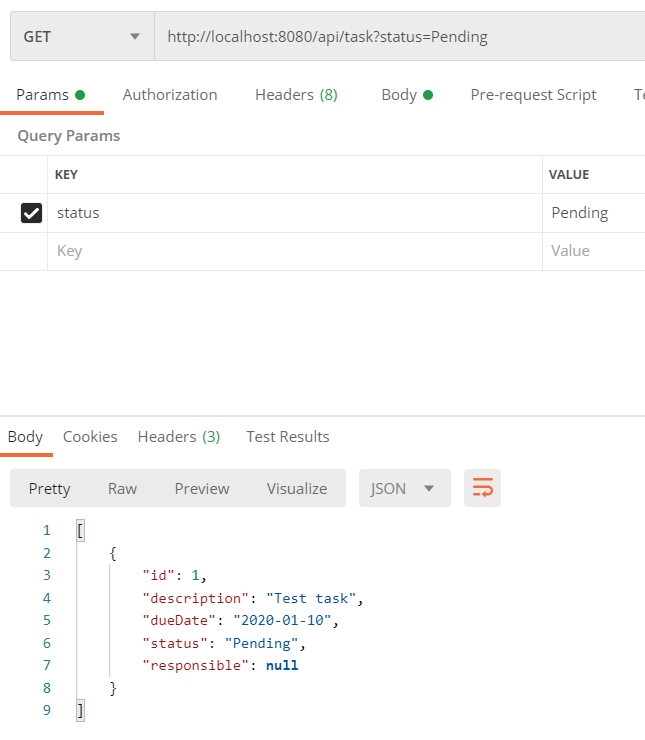 GET http://localhost:8080/api/task?status=Pending
Params Authorization Headers (8) Body Pre-request Script Te
Query Params
KEY VALUE
status Pending
Key Value
Body Cookies Headers (3) Test Results
Pretty Raw Preview Visualize JSON
1 [
2 {
3 "id": 1,
4 "description": "Test task",
5 "dueDate": "2020-01-10",
6 "status": "Pending",
7 "responsible": null
8 }
9 ]